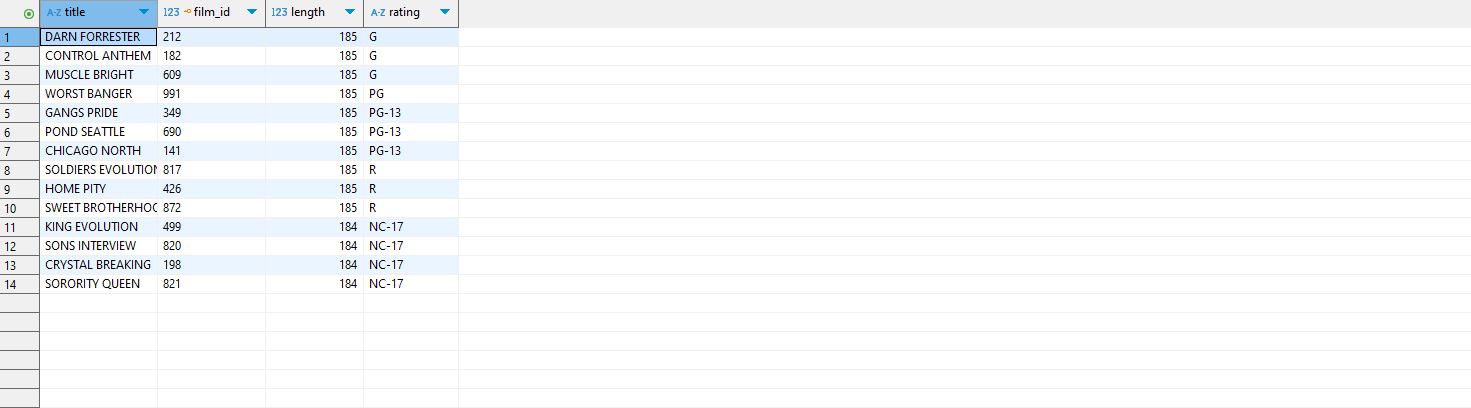 A-Z title 123 film_id 123 length A-Z rating
1 DARN FORRESTER 212 185 G
2 CONTROL ANTHEM 182 185 G
3 MUSCLE BRIGHT 609 185 G
4 WORST BANGER 991 185 PG
5 GANGS PRIDE 349 185 PG-13
6 POND SEATTLE 690 185 PG-13
7 CHICAGO NORTH 141 185 PG-13
8 SOLDIERS EVOLUTION 817 185 R
9 HOME PITY 426 185 R
10 SWEET BROTHERHOO 872 185 R
11 KING EVOLUTION 499 184 NC-17
12 SONS INTERVIEW 820 184 NC-17
13 CRYSTAL BREAKING 198 184 NC-17
14 SORORITY QUEEN 821 184 NC-17